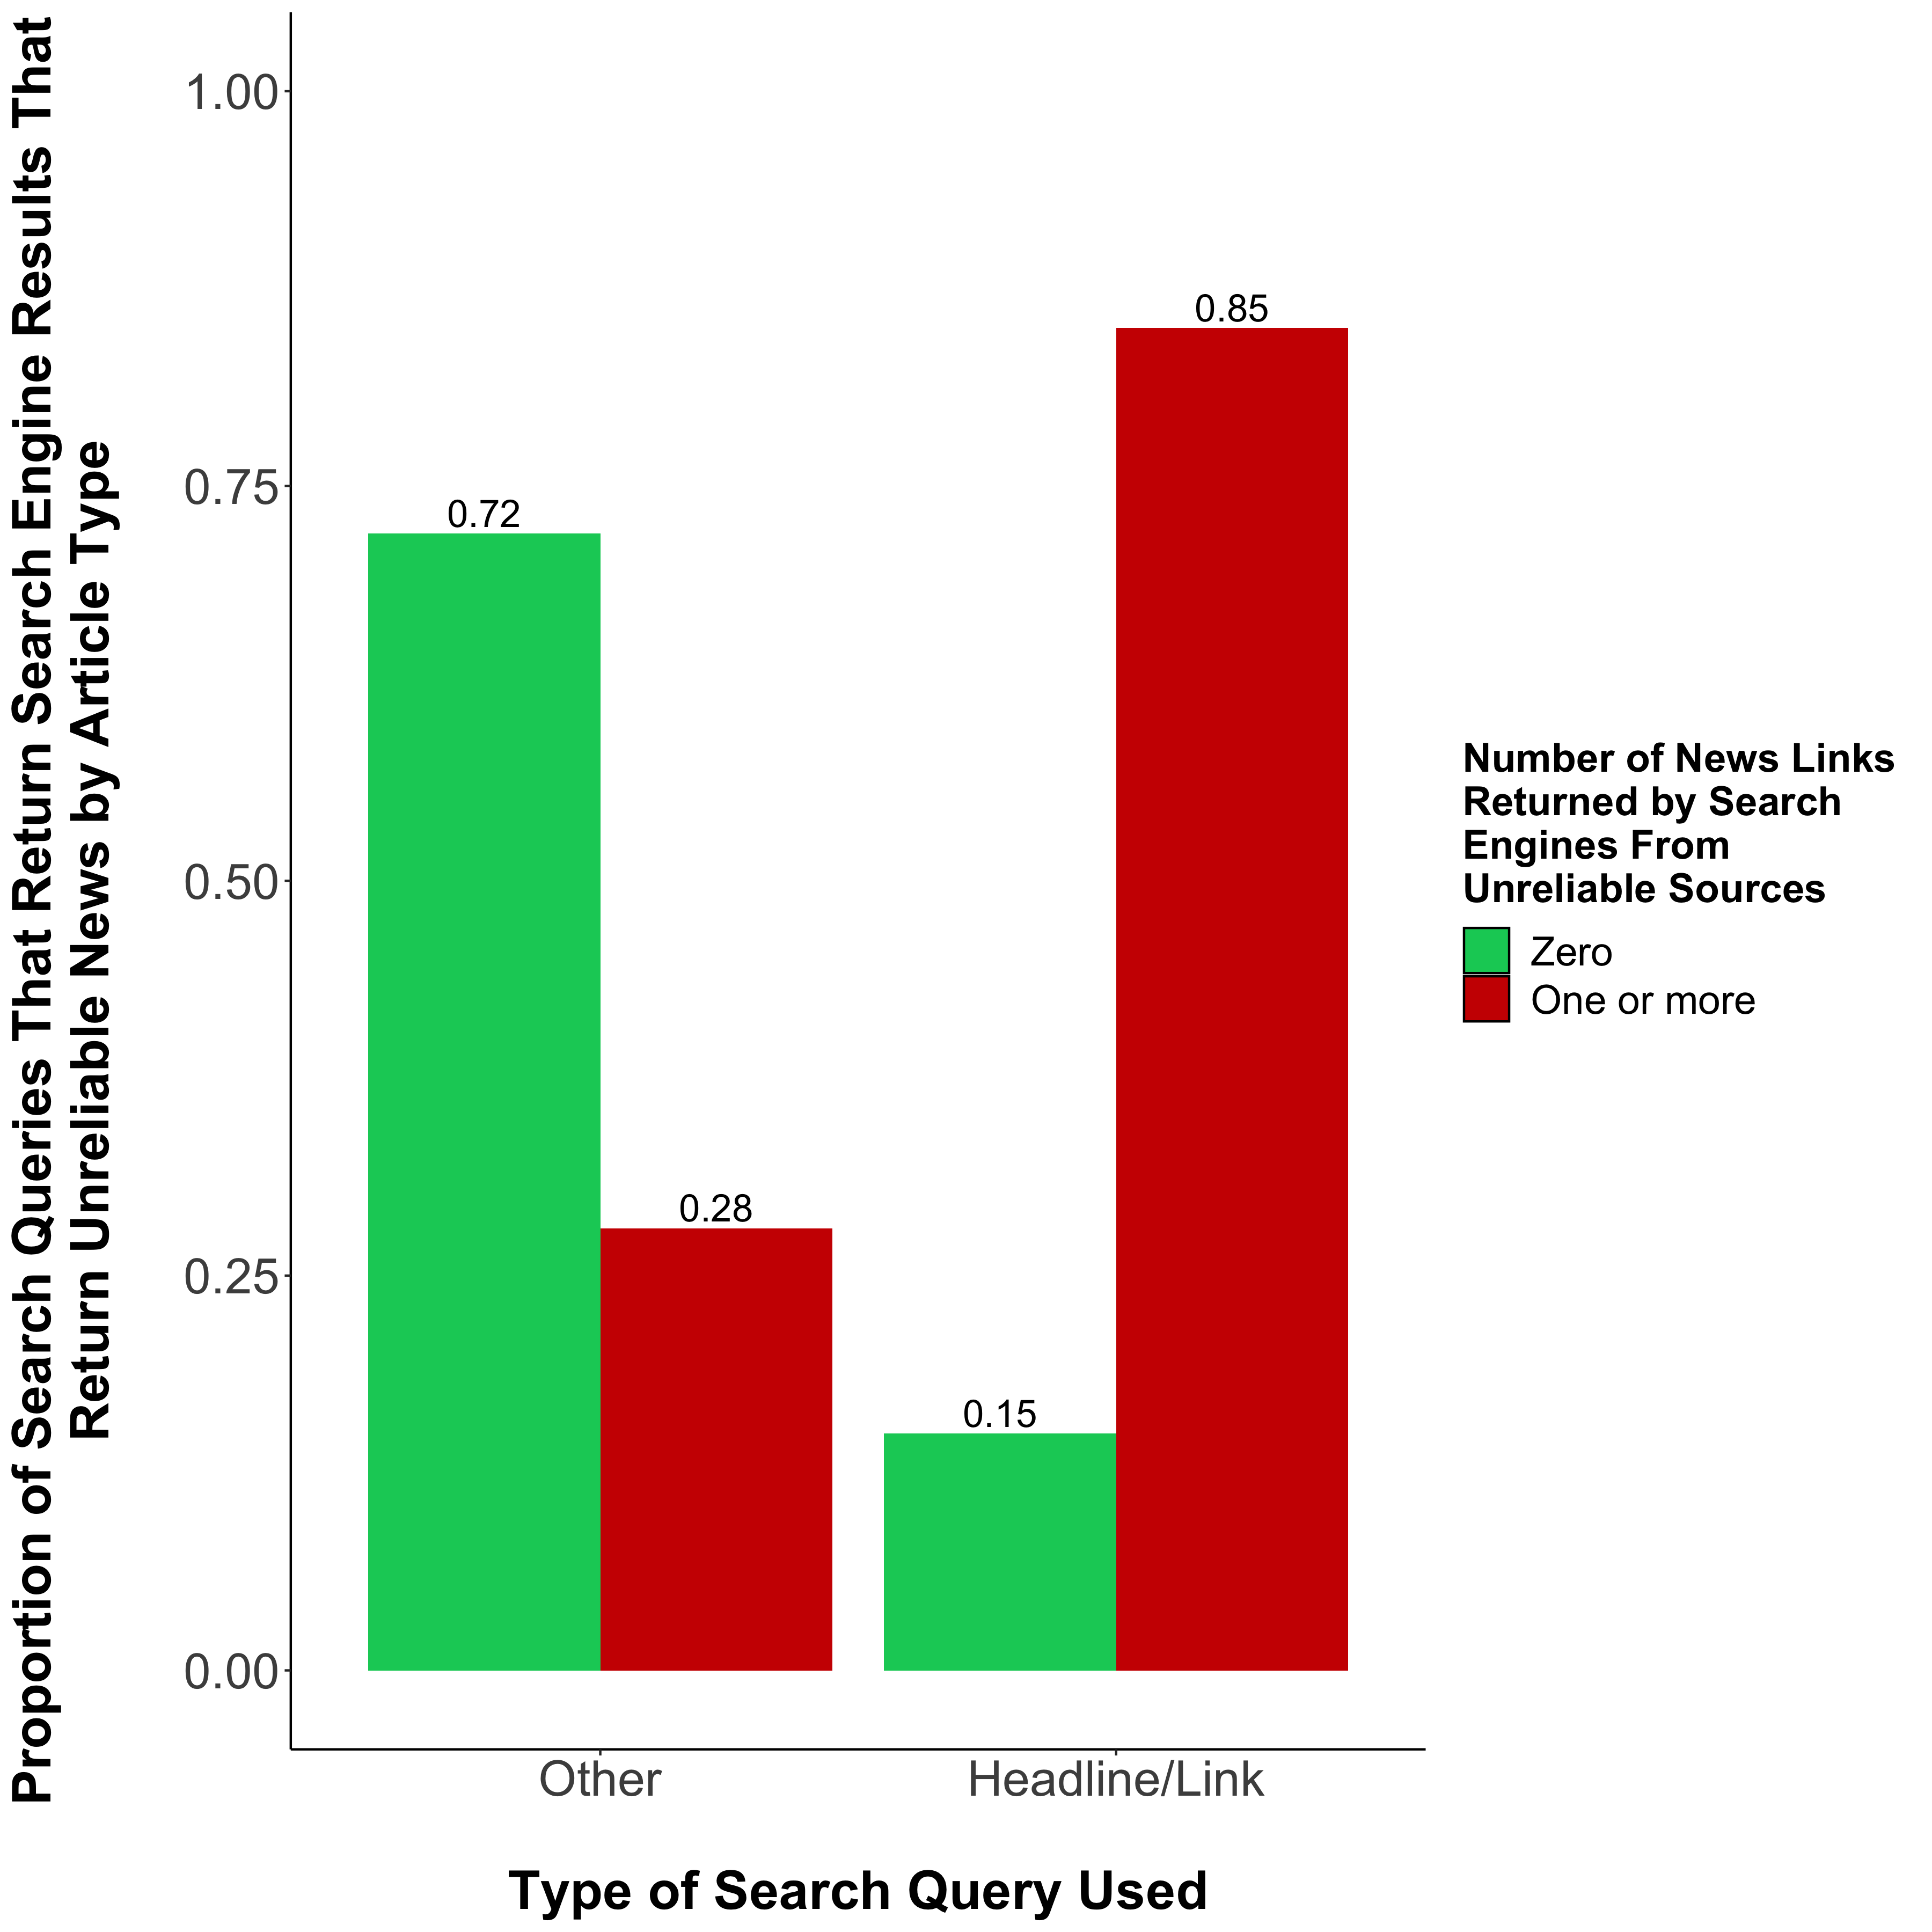 Proportion of Search Queries That Return Search Engine Results That
Return Unreliable News by Article Type
1.00
0.75
0.50
0.25
0.00
0.72
0.28
0.15
0.85
Other
Headline/Link
Type of Search Query Used
Number of News Links
Returned by Search
Engines From
Unreliable Sources
Zero
One or more